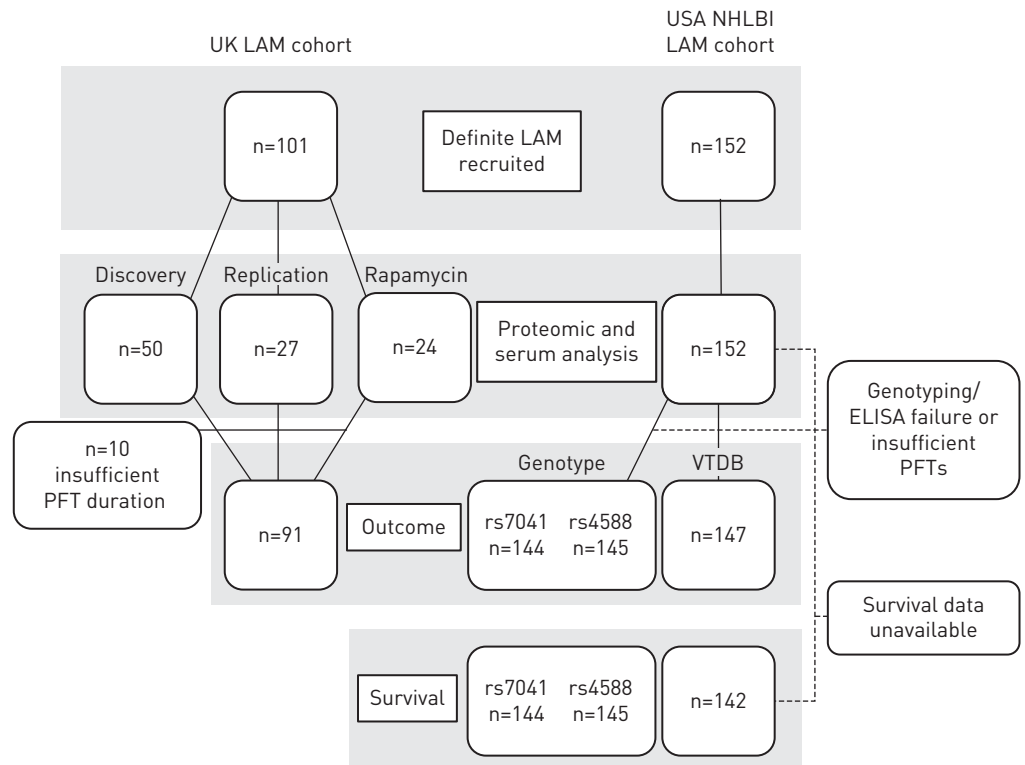 UK LAM cohort
USA NHLBI
LAM cohort
n=101
Definite LAM
recruited
n=152
Discovery
Replication
Rapamycin
n=50
n=27
n=24
Proteomic and
serum analysis
n=152
Genotyping/
ELISA failure or
insufficient
PFTs
n=10
insufficient
PFT duration
Genotype
VTDB
n=91
Outcome
rs7041 rs4588
n=144 n=145
n=147
Survival data
unavailable
Survival
rs7041 rs4588
n=144 n=145
n=142